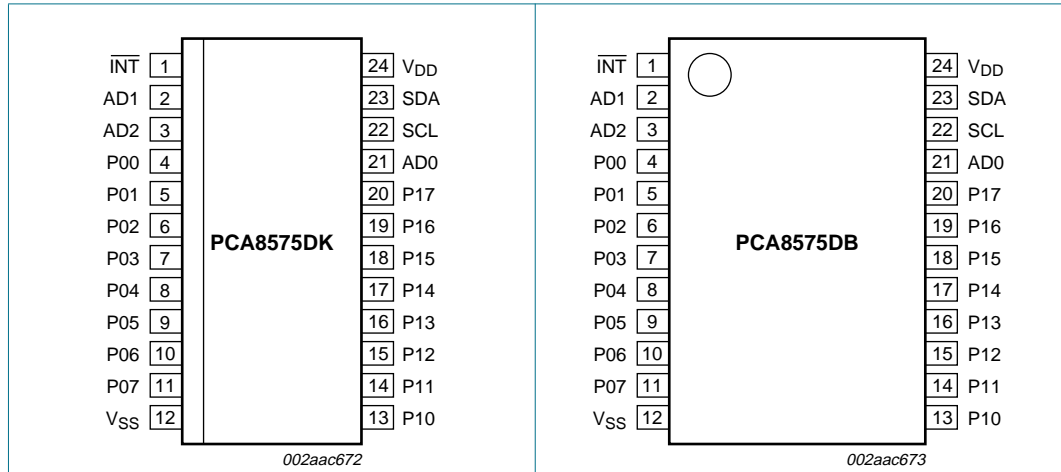 INT 1 24 VDD
AD1 2 23 SDA
AD2 3 22 SCL
P00 4 21 AD0
P01 5 20 P17
P02 6 19 P16
P03 7 PCA8575DK 18 P15
P04 8 17 P14
P05 9 16 P13
P06 10 15 P12
P07 11 14 P11
VSS 12 13 P10
002aac672
INT 1 24 VDD
AD1 2 23 SDA
AD2 3 22 SCL
P00 4 21 AD0
P01 5 20 P17
P02 6 19 P16
P03 7 PCA8575DB 18 P15
P04 8 17 P14
P05 9 16 P13
P06 10 15 P12
P07 11 14 P11
VSS 12 13 P10
002aac673